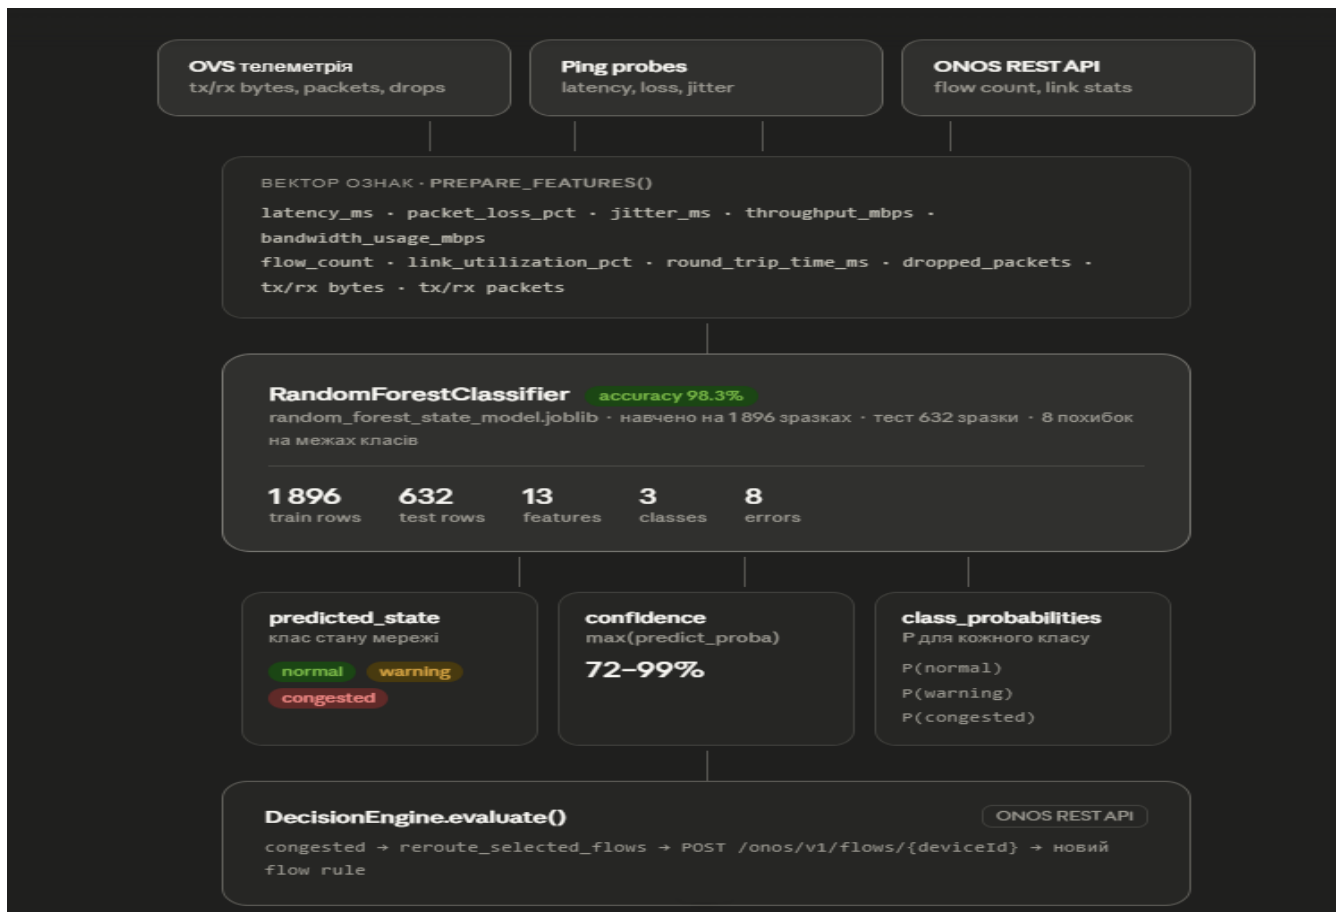 OVS телеметрія
tx/rx bytes, packets, drops
Ping probes
latency, loss, jitter
ONOS REST API
flow count, link stats
ВЕКТОР ОЗНАК · PREPARE_FEATURES()
latency_ms · packet_loss_pct · jitter_ms · throughput_mbps ·
bandwidth_usage_mbps
flow_count · link_utilization_pct · round_trip_time_ms · dropped_packets ·
tx/rx bytes · tx/rx packets
RandomForestClassifier accuracy 98.3%
random_forest_state_model.joblib · навчено на 1 896 зразках · тест 632 зразки · 8 похибок
на межах класів
1 896 632 13 3 8
train rows test rows features classes errors
predicted_state
клас стану мережі
normal warning
congested
confidence
max(predict_proba)
72–99%
class_probabilities
P для кожного класу
P(normal)
P(warning)
P(congested)
DecisionEngine.evaluate() ONOS REST API
congested → reroute_selected_flows → POST /onos/v1/flows/{deviceId} → новий
flow rule